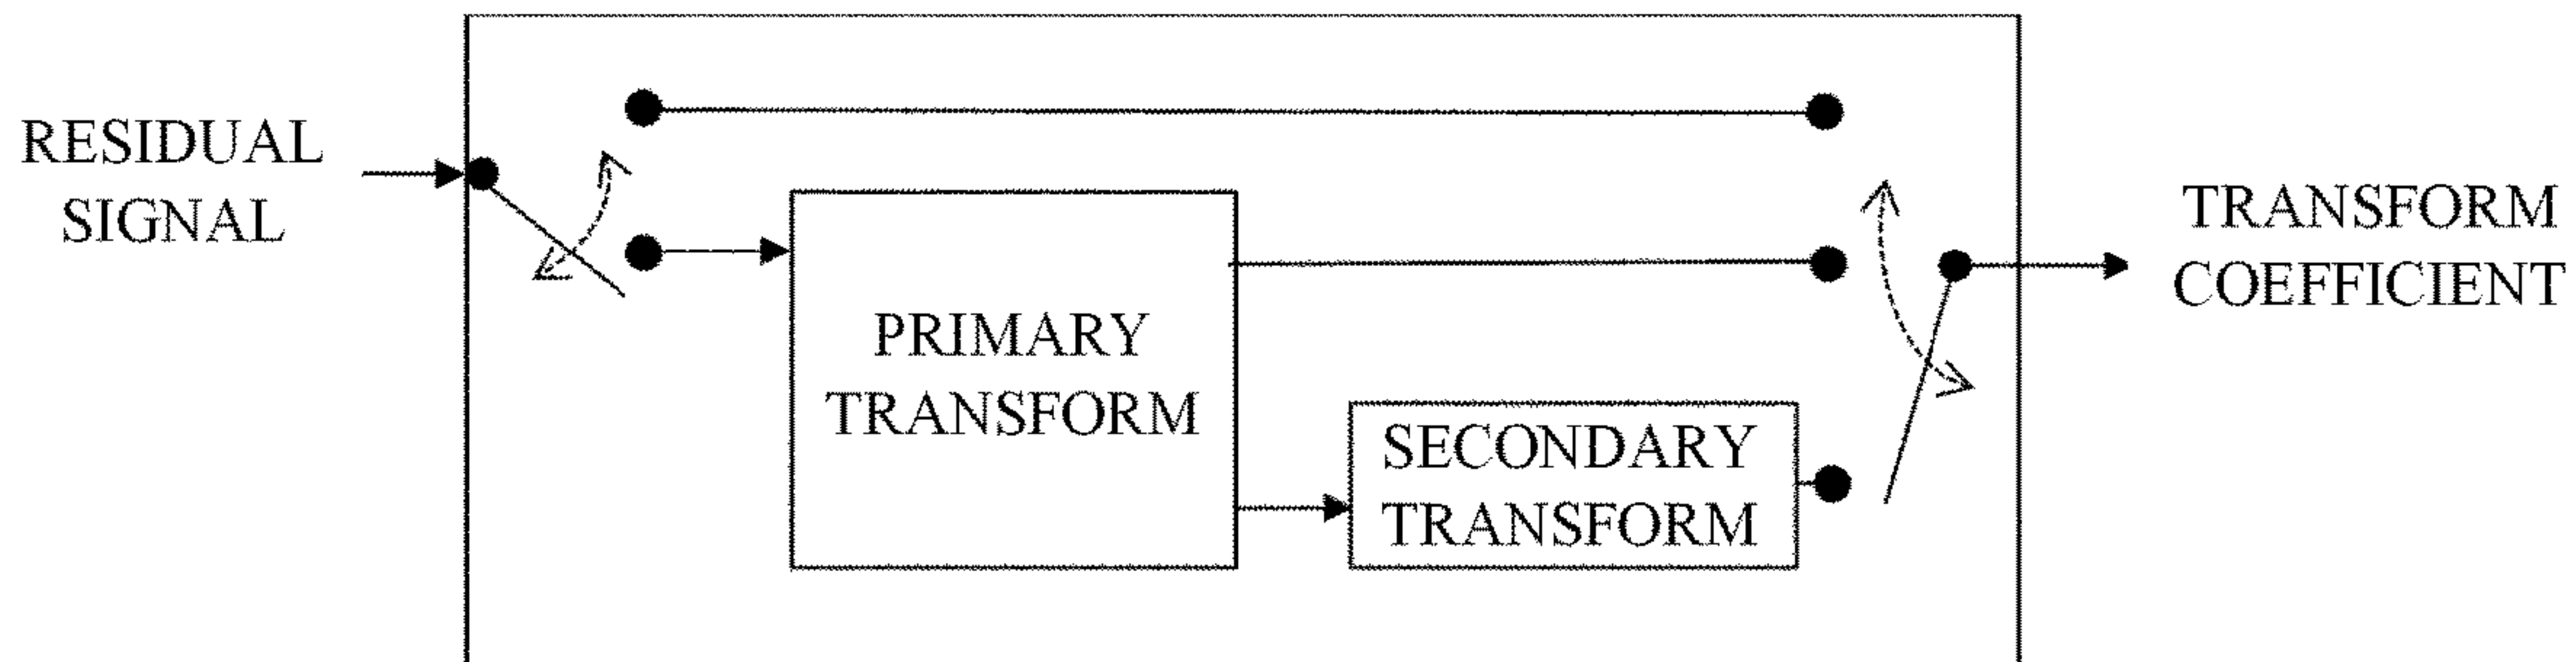 RESIDUAL
SIGNAL
PRIMARY
TRANSFORM
SECONDARY
TRANSFORM
TRANSFORM
COEFFICIENT